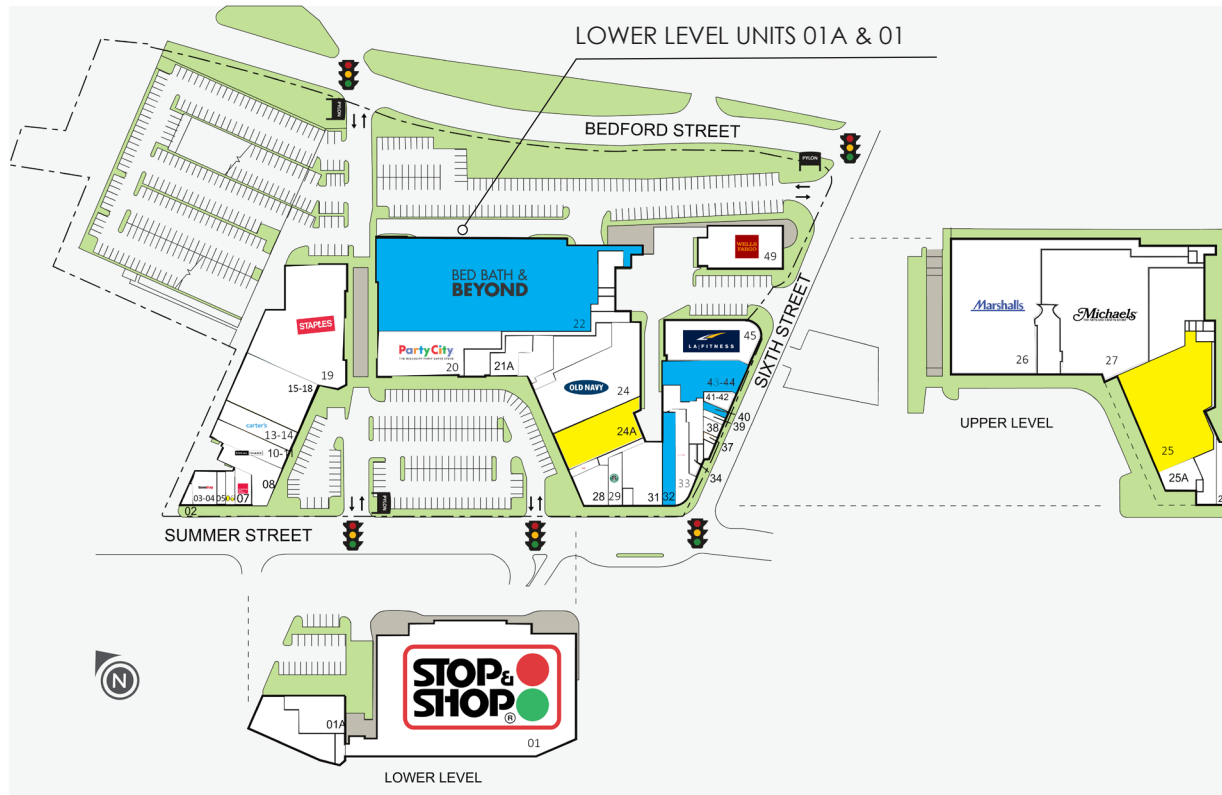 LOWER LEVEL UNITS 01A & 01
PYLON
BEDFORD STREET
PYLON
WELLS
FARGO
49
BED BATH &
BEYOND
22
STAPLES
19
15-18
Party City
20
21A
OLD NAVY
24
24A
LA|FITNESS
45
43-44
41-42
40
39
38
37
34
33
32
31
29
28
SIXTH STREET
carter's
13-14
10-11
08
07
03-04
05
02
PYLON
SUMMER STREET
Marshalls
26
Michaels
27
UPPER LEVEL
25
25A
N
STOP &
SHOP
®
01A
01
LOWER LEVEL